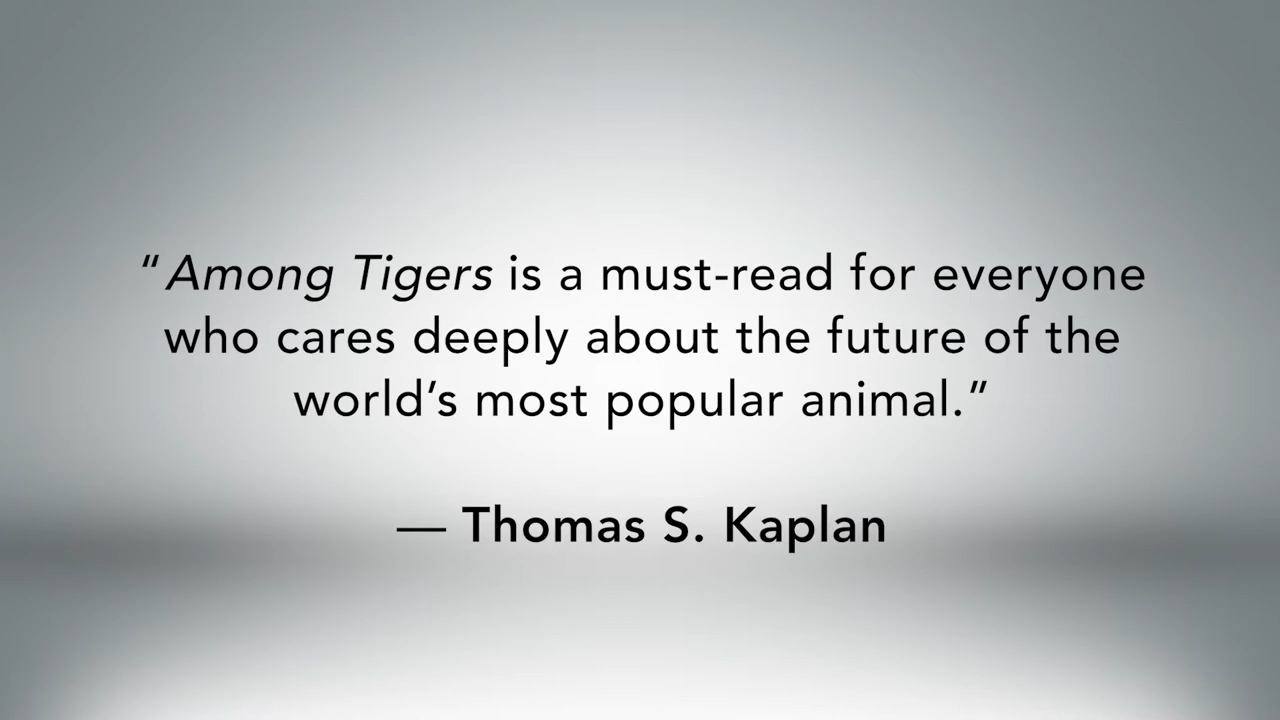 “Among Tigers is a must-read for everyone
who cares deeply about the future of the
world’s most popular animal.”
— Thomas S. Kaplan